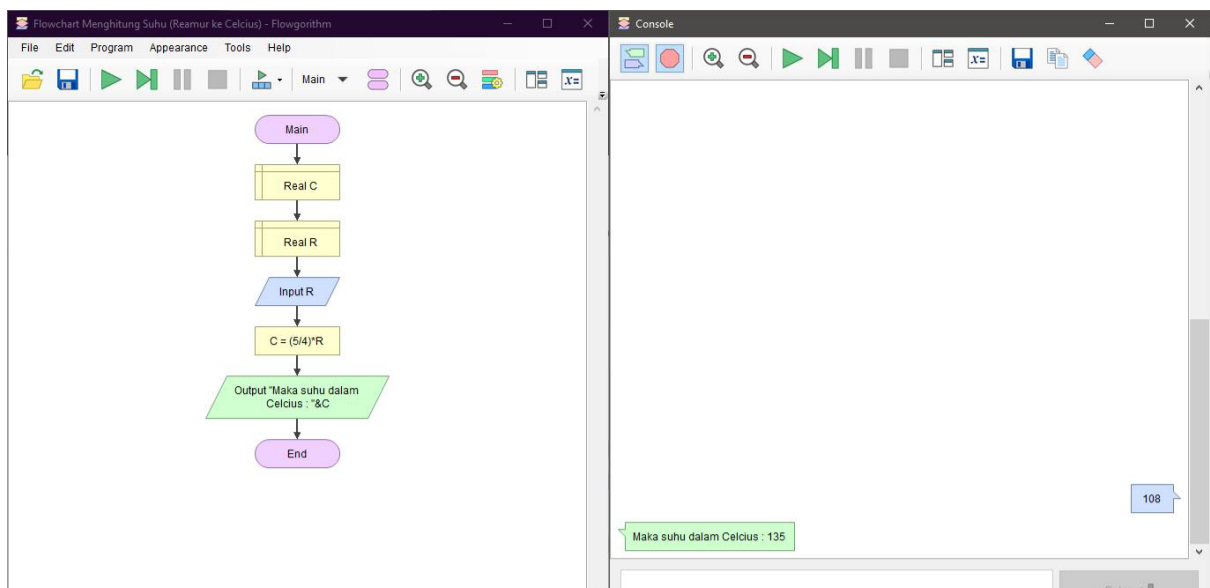 Flowchart Menghitung Suhu (Reamur ke Celcius) - Flowgorithm
File Edit Program Appearance Tools Help
Main
x=
Main
Real C
Real R
Input R
C = (5/4)*R
Output "Maka suhu dalam
Celcius : "&C
End
Console
x=
108
Maka suhu dalam Celcius : 135